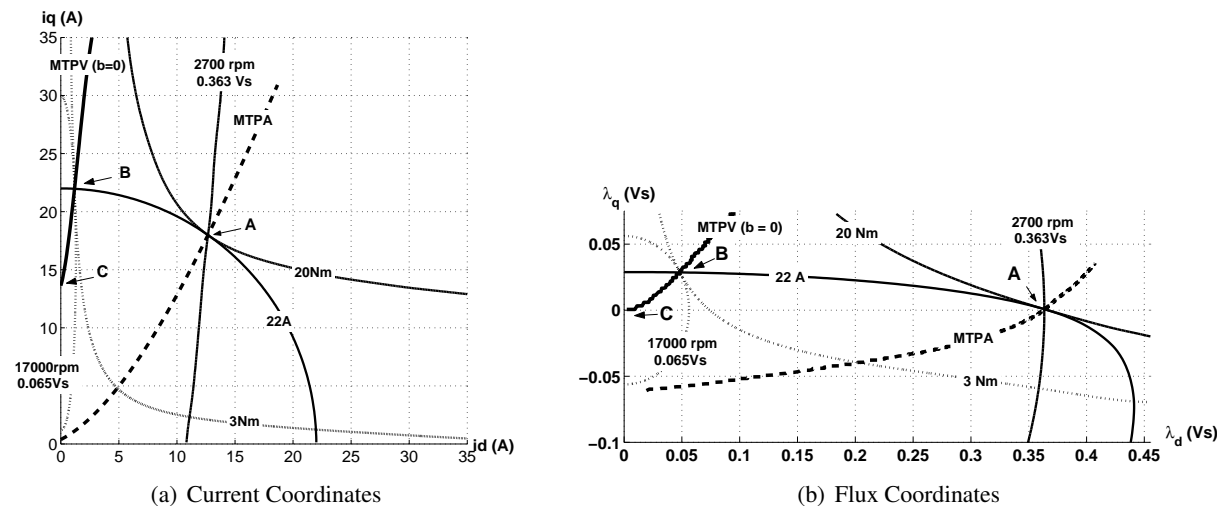 iq (A)
35
30
25
20
15
10
5
0
MTPV (b=0)
2700 rpm
0.363 Vs
MTPA
B
A
C
20Nm
22A
17000rpm
0.065Vs
3Nm
0
5
10
15
20
25
30
35
id (A)
(a) Current Coordinates
λq (Vs)
0.05
0
−0.05
−0.1
MTPV (b = 0)
20 Nm
2700 rpm
0.363Vs
B
A
22 A
C
17000 rpm
0.065Vs
MTPA
3 Nm
λd (Vs)
0
0.05
0.1
0.15
0.2
0.25
0.3
0.35
0.4
0.45
(b) Flux Coordinates